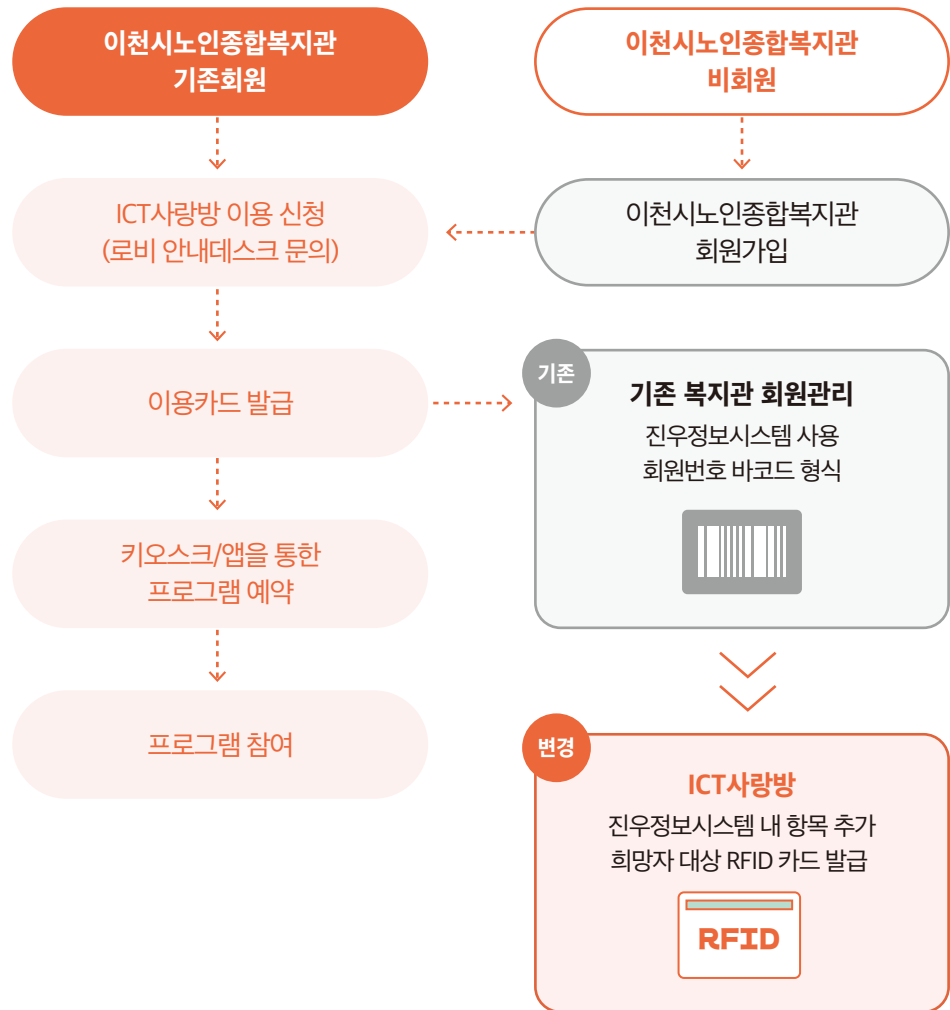 이천시노인종합복지관
기존회원
이천시노인종합복지관
비회원
ICT사랑방 이용 신청
(로비 안내데스크 문의)
이천시노인종합복지관
회원가입
이용카드 발급
기존
기존 복지관 회원관리
진우정보시스템 사용
회원번호 바코드 형식
키오스크/앱을 통한
프로그램 예약
프로그램 참여
변경
ICT사랑방
진우정보시스템 내 항목 추가
희망자 대상 RFID 카드 발급
RFID